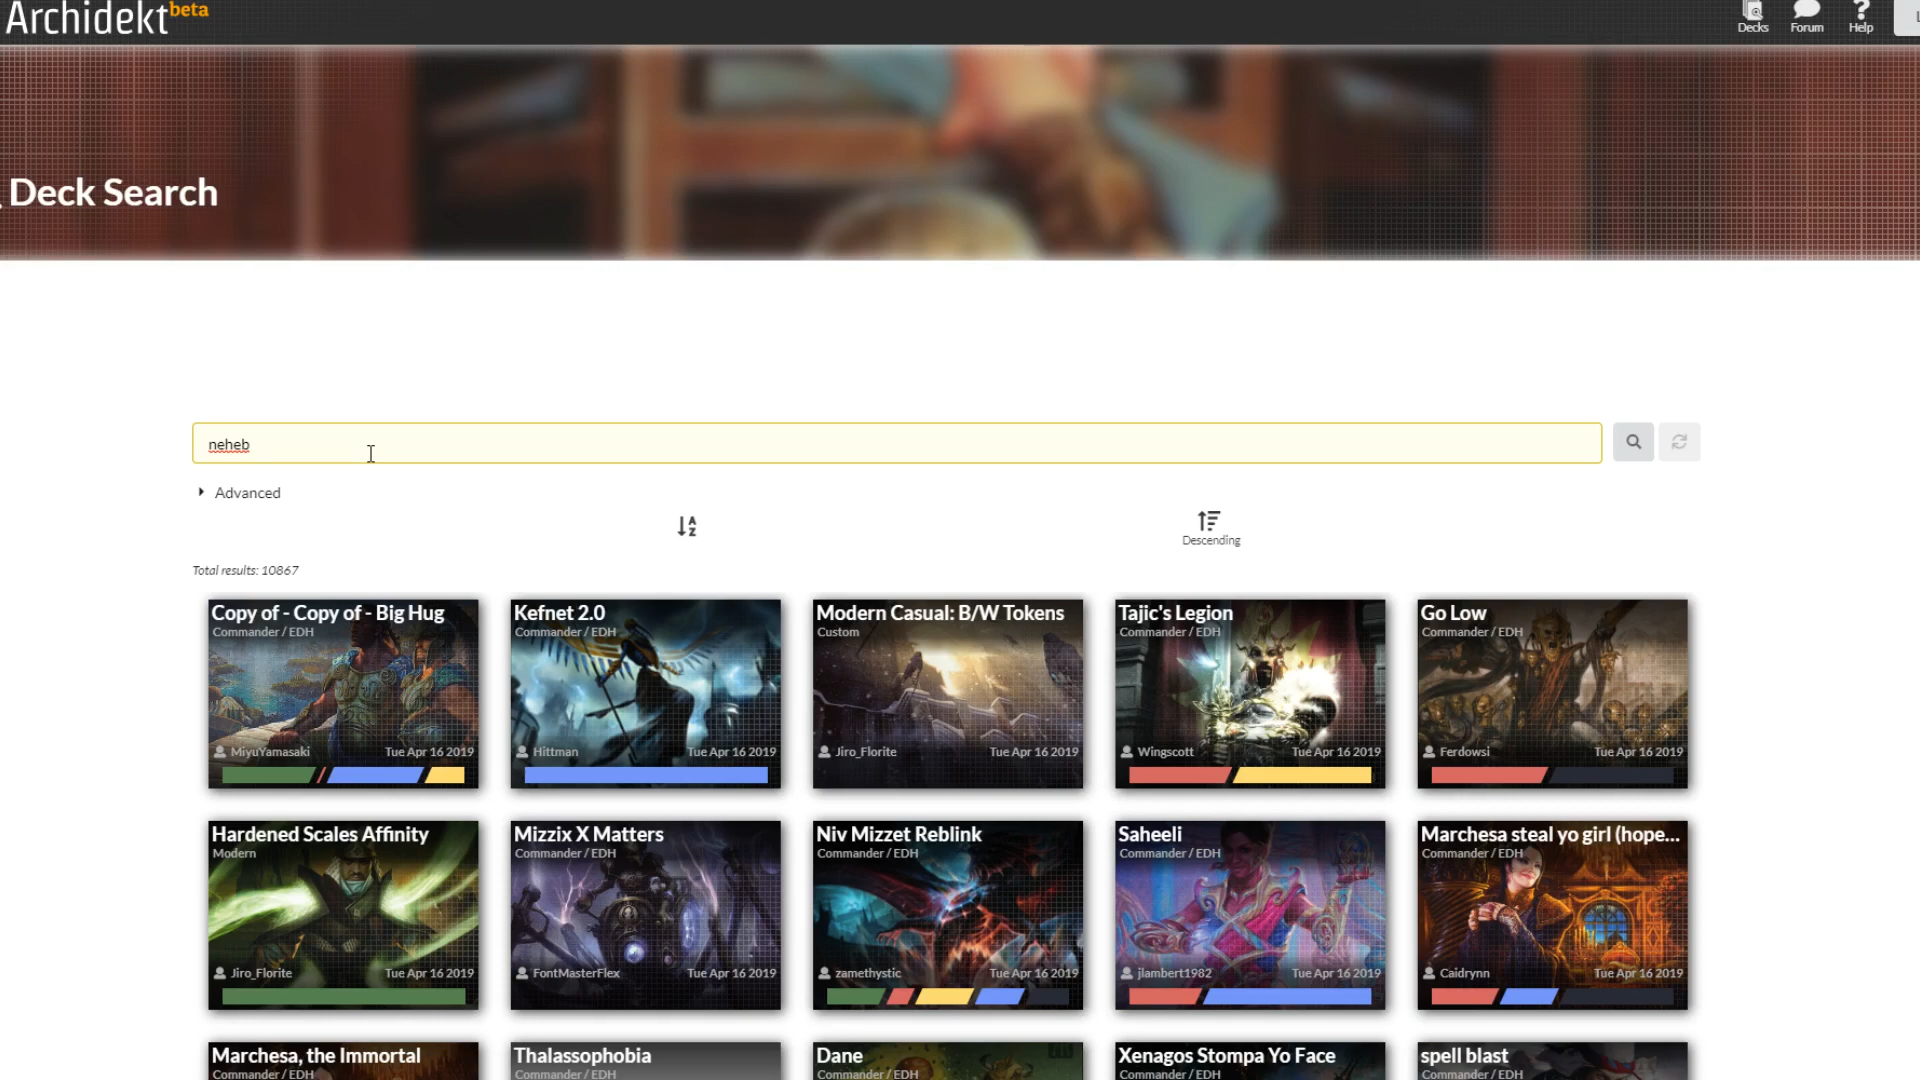 Archidekt beta
Decks
Forum
Help
Deck Search
neheb
Advanced
Descending
Total results: 10867
Copy of - Copy of - Big Hug
Commander / EDH
MiyuYamasaki
Tue Apr 16 2019
Kefnet 2.0
Commander / EDH
Hittman
Tue Apr 16 2019
Modern Casual: B/W Tokens
Custom
Jiro_Florite
Tue Apr 16 2019
Tajic's Legion
Commander / EDH
Wingscott
Tue Apr 16 2019
Go Low
Commander / EDH
Ferdowsi
Tue Apr 16 2019
Hardened Scales Affinity
Modern
Jiro_Florite
Tue Apr 16 2019
Mizzix X Matters
Commander / EDH
FontMasterFlex
Tue Apr 16 2019
Niv Mizzet Reblink
Commander / EDH
zamethystic
Tue Apr 16 2019
Saheeli
Commander / EDH
jlambert1982
Tue Apr 16 2019
Marchesa steal yo girl (hope...
Commander / EDH
Caidrynn
Tue Apr 16 2019
Marchesa, the Immortal
Commander / EDH
Thalassophobia
Commander / EDH
Dane
Commander / EDH
Xenagos Stompa Yo Face
Commander / EDH
spell blast
Commander / EDH